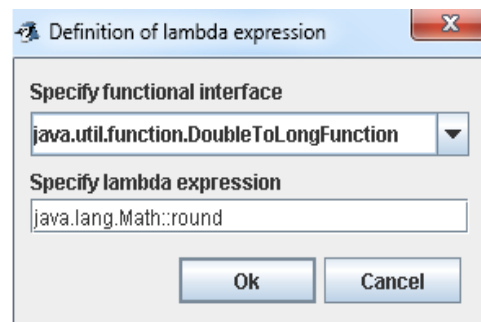 Definition of lambda expression
Specify functional interface
java.util.function.DoubleToLongFunction
Specify lambda expression
java.lang.Math::round
Ok Cancel